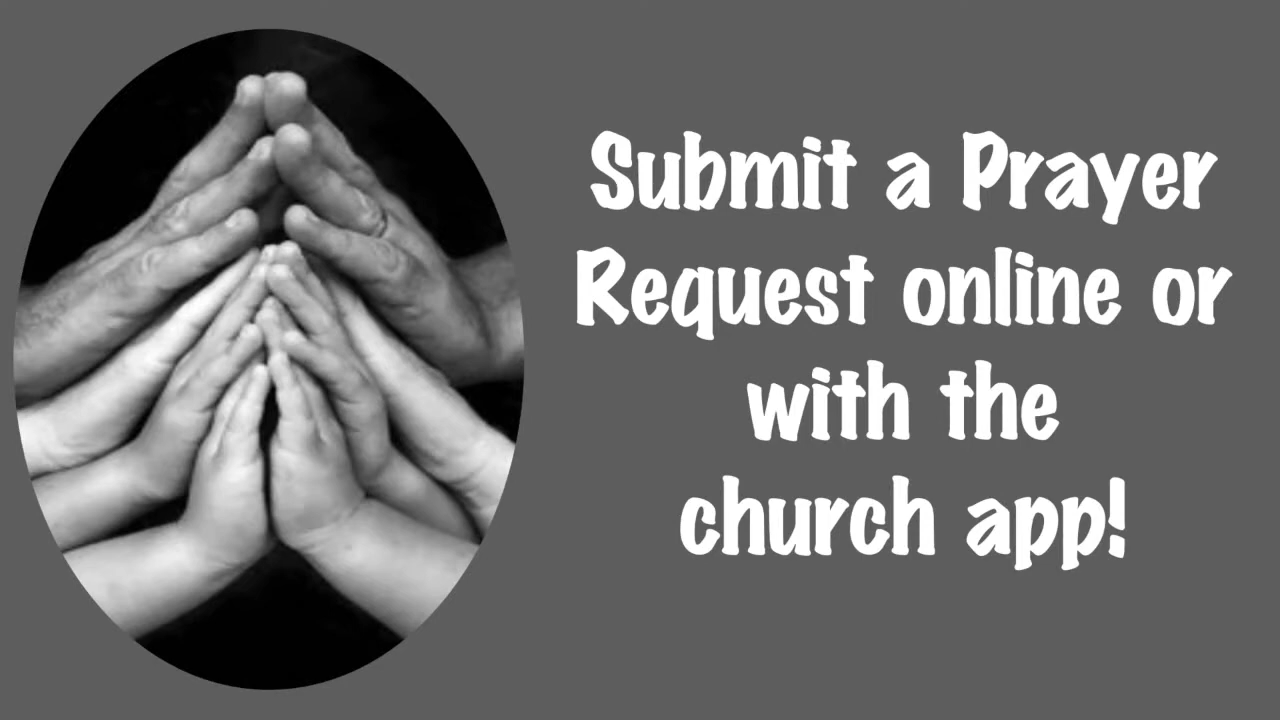 Submit a Prayer
Request online or
with the
church app!